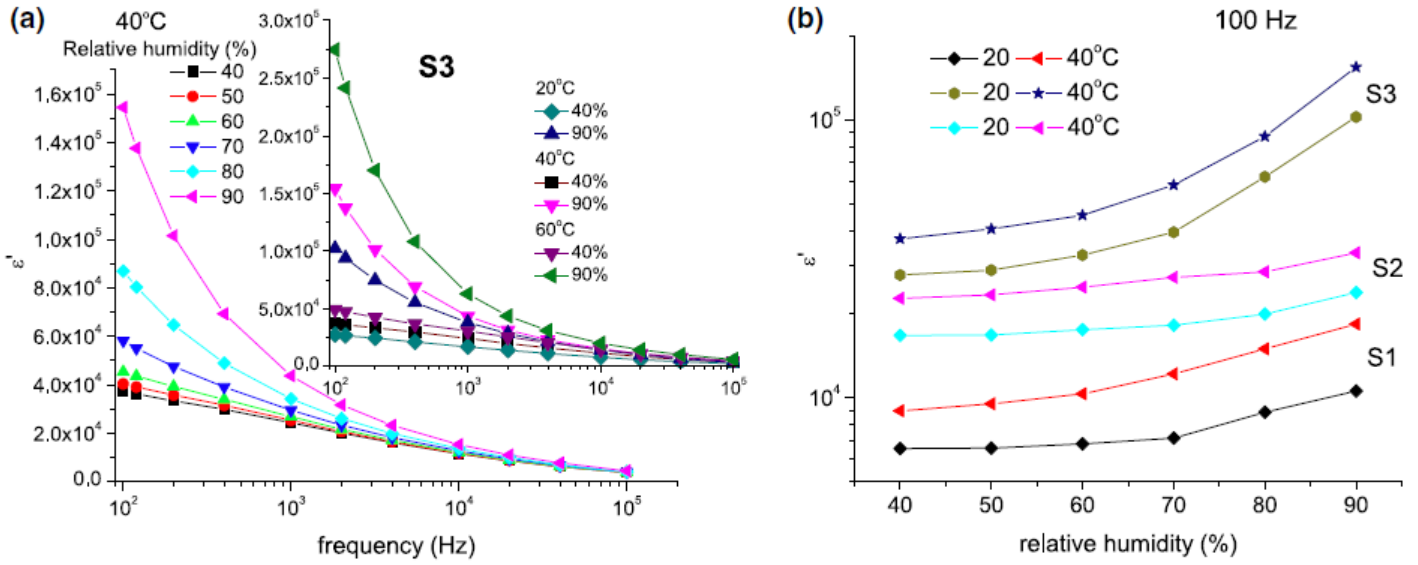 (a)
40°C
Relative humidity (%)
40
50
60
70
80
90
1.6x10⁵
1.4x10⁵
1.2x10⁵
1.0x10⁵
8.0x10⁴
6.0x10⁴
4.0x10⁴
2.0x10⁴
0.0
ε'
10²
10³
10⁴
10⁵
frequency (Hz)
S3
3.0x10⁵
2.5x10⁵
2.0x10⁵
1.5x10⁵
1.0x10⁵
5.0x10⁴
0.0
20°C
40%
90%
40°C
40%
90%
60°C
40%
90%
10²
10³
10⁴
10⁵
(b)
100 Hz
20 40°C
20 40°C
20 40°C
S3
S2
S1
10⁵
10⁴
ε'
40 50 60 70 80 90
relative humidity (%)